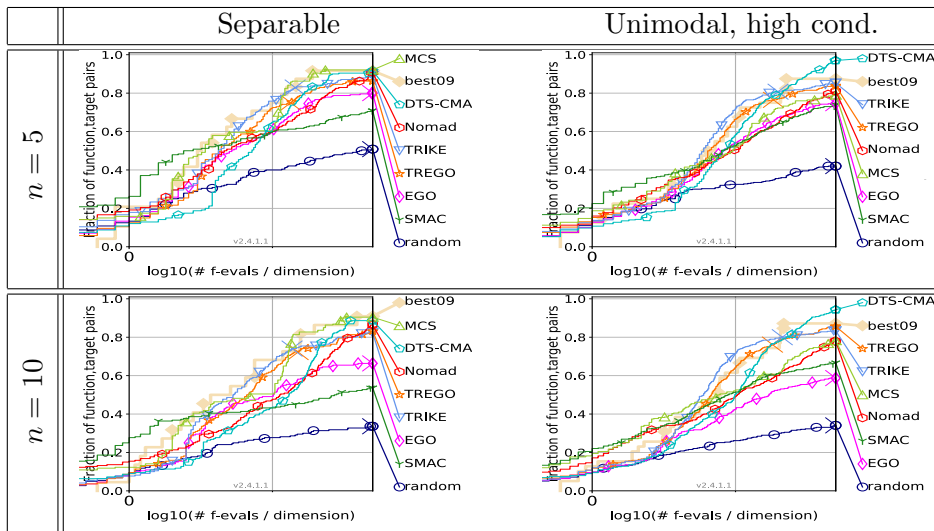 Separable Unimodal, high cond.
n = 5
1.0
0.8
0.6
0.4
0.2
0.0
Fraction of function,target pairs
0
log10(# f-evals / dimension)
v2.4.1.1
MCS
best09
DTS-CMA
Nomad
TRIKE
TREGO
EGO
SMAC
random
1.0
0.8
0.6
0.4
0.2
0.0
Fraction of function,target pairs
0
log10(# f-evals / dimension)
v2.4.1.1
DTS-CMA
best09
TRIKE
TREGO
Nomad
MCS
EGO
SMAC
random
n = 10
1.0
0.8
0.6
0.4
0.2
0.0
Fraction of function,target pairs
0
log10(# f-evals / dimension)
v2.4.1.1
best09
MCS
DTS-CMA
Nomad
TREGO
TRIKE
EGO
SMAC
random
1.0
0.8
0.6
0.4
0.2
0.0
Fraction of function,target pairs
0
log10(# f-evals / dimension)
v2.4.1.1
DTS-CMA
best09
TREGO
TRIKE
MCS
Nomad
SMAC
EGO
random